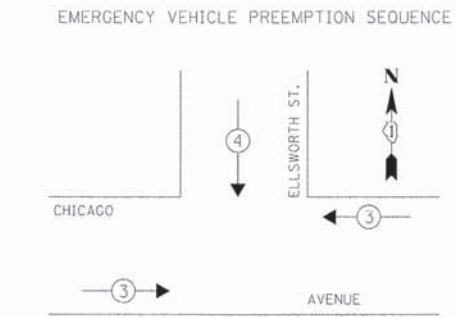 EMERGENCY VEHICLE PREEMPTION SEQUENCE
N
ELLSWORTH ST.
1
4
CHICAGO
3
3
AVENUE